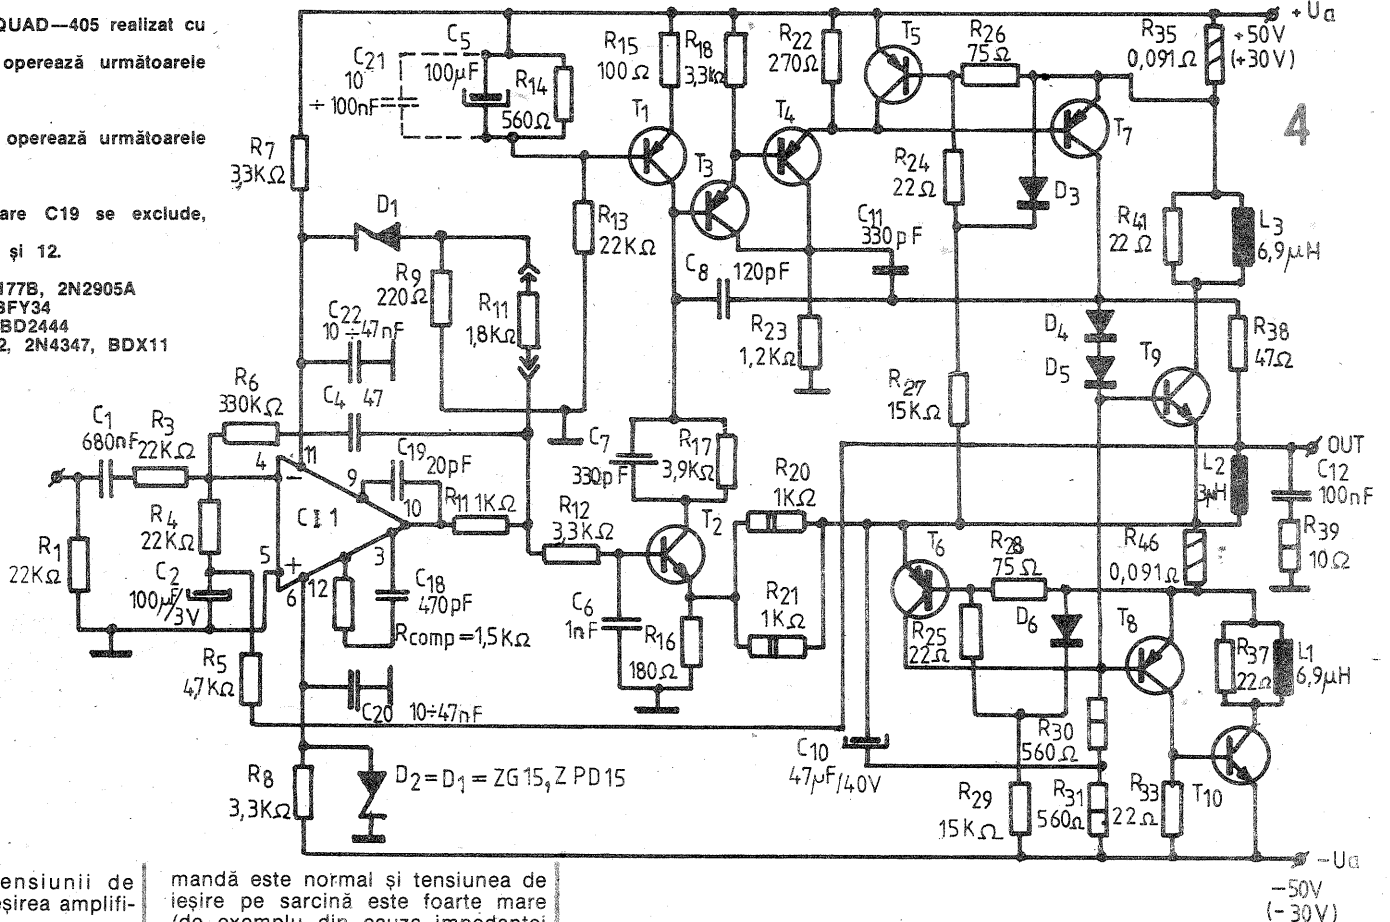 QUAD—405 realizat cu
operează următoarele
operează următoarele
are C19 se exclude,
și 12.
177B, 2N2905A
BFY34
BD2444
2, 2N4347, BDX11
C21
10
÷ 100nF
C5
100µF
R14
560Ω
R15
100Ω
R18
3,3KΩ
R22
270Ω
T5
R26
75Ω
R35
0,091Ω
+Ua
+50V
(+30V)
4
R7
3,3KΩ
T1
T3
T4
T7
R24
22Ω
D3
D1
R13
22KΩ
C11
330pF
R41
22Ω
L3
6,9µH
R9
220Ω
R11
1,8KΩ
C8
120pF
C22
10÷47nF
R23
1,2KΩ
D4
D5
T9
R38
47Ω
R6
330KΩ
C4
47
R27
15KΩ
C1
680nF
R3
22KΩ
C7
330pF
R17
3,9KΩ
OUT
4
11
9
C19
20pF
R20
1KΩ
L2
3µH
C12
100nF
CI1
10
R11 1KΩ
R12
3,3KΩ
T2
R4
22KΩ
R1
22KΩ
5
3
12
6
T6
R28
75Ω
R46
0,091Ω
R39
10Ω
C2
100µF/3V
C18
470pF
Rcomp=1,5KΩ
C6
1nF
R16
180Ω
R21
1KΩ
R25
22Ω
D6
T8
R37
22Ω
L1
6,9µH
R5
47KΩ
C20
10÷47nF
C10
47µF/40V
R30
560Ω
R8
3,3KΩ
D2=D1=ZG15, ZPD15
R29
15KΩ
R31
560Ω
R33
22Ω
T10
-Ua
-50V
(-30V)
ensiunii de
eșirea amplifi-
mandă este normal și tensiunea de
ieșire pe sarcină este foarte mare
(de exemplu din cauza impedanței